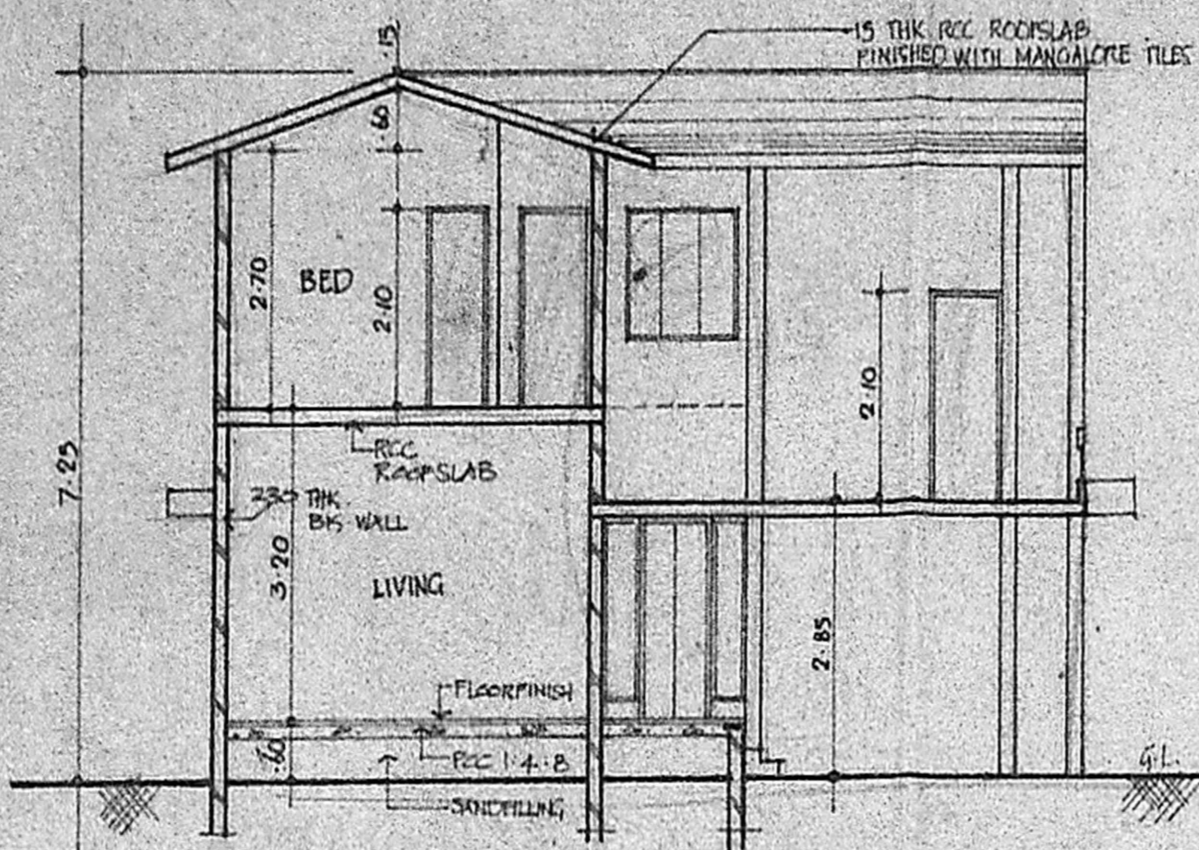 .15
15 THK RCC ROOFSLAB
FINISHED WITH MANGALORE TILES
.60
2.70
BED
2.10
2.10
7.25
RCC
ROOFSLAB
230 THK
BK WALL
3.20
LIVING
2.85
FLOORFINISH
.60
PCC 1:4:8
SANDFILLING
G.L.